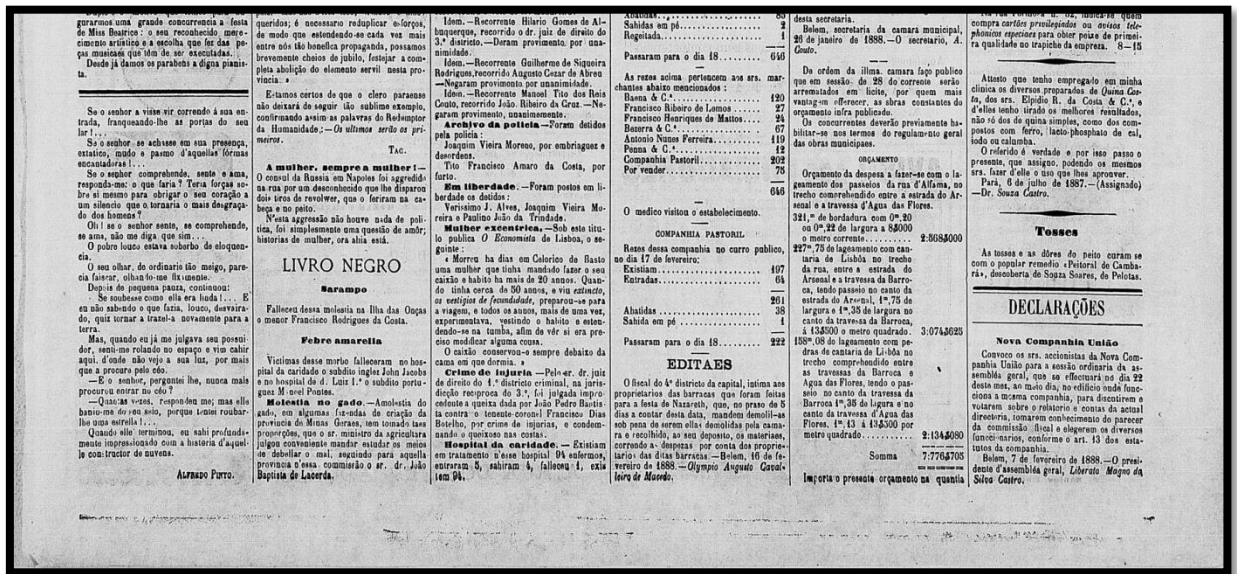 gurarmos uma grande concurrencia a festa
de Miss Beatrice: o seu reconhecido mere-
cimento artistico e a escolha que fez das pe-
ças musicaes que têm de ser executadas.
Desde já damos os parabens a digna pianis-
ta.
Se o senhor a visse vir correndo á sua en-
trada, franqueando-lhe as portas do seu
lar!...
Se o senhor se achasse em sua presença,
extatico, mudo e pasmo d'aquellas fórmas
encantadoras!...
Se o senhor comprehende, sente e ama,
responda-me: o que faria? Teria forças so-
bre si mesmo para obrigar o seu coração a
um silencio que o tornaria o mais desgraça-
do dos homens?
Oh! se o senhor sente, se comprehende,
se ama, não me diga que sim...
O pobre louco estava soberbo de eloquen-
cia.
O seu olhar, de ordinario tão meigo, pare-
cia faiscar, olhando-me fixamente.
Depois de pequena pausa, continuou:
— Se soubesse como ella era linda!... E
eu não sabendo o que fazia, louco, desvaira-
do, quiz tornar a trazel-a novamente para a
terra.
Mas, quando eu já me julgava seu possui-
dor, senti-me rolando no espaço e vim cahir
aqui, d'onde não vejo a sua luz, por mais
que a procure pelo céo.
—E o senhor, perguntei lhe, nunca mais
procurou entrar no céo?
—Quantas vezes, respondeu me; mas elle
baniu-me do seu seio, porque tentei roubar-
lhe uma estrella!...
Quando elle terminou, eu sahi profunda-
mente impressionado com a historia d'aquel-
le constructor de nuvens.
ALFREDO PINTO.
queridos; é necessario reduplicar esforços,
de modo que estendendo-se cada vez mais
entre nós tão benefica propaganda, possamos
brevemente cheios de jubilo, festejar a com-
pleta abolição do elemento servil nesta pro-
vincia. »
Estamos certos de que o clero paraense
não deixará de seguir tão sublime exemplo,
confirmando assim as palavras do Redemptor
da Humanidade:— Os ultimos serão os pri-
meiros.
TAC.
A mulher, sempre a mulher!—
O consul da Russia em Napoles foi aggredido
na rua por um desconhecido que lhe disparou
dois tiros de revolver, que o feriram na ca-
beça e no peito.
N'esta aggressão não houve nada de poli-
tica, foi simplesmente uma questão de amôr;
historias de mulher, ora ahi está.
LIVRO NEGRO
Sarampo
Falleceu dessa molestia na Ilha das Onças
o menor Francisco Rodrigues da Costa.
Febre amarella
Victimas desse morbo falleceram no hos-
pital da caridade o subdito inglez John Jacobs
e no hospital de d. Luiz 1.º o subdito portu-
guez Manoel Pontes.
Molestia no gado.—A molestia do
gado, em algumas fazendas de criação da
provincia de Minas Geraes, tem tomado taes
proporções, que o sr. ministro da agricultura
julgou conveniente mandar estudar os meios
de debellar o mal, seguindo para aquella
provincia n'essa commissão o sr. dr. João
Baptista de Lacerda.
Idem.—Recorrente Hilario Gomes de Al-
buquerque, recorrido o dr. juiz de direito do
3.º districto.—Deram provimento por una-
nimidade.
Idem.—Recorrente Guilherme de Siqueira
Rodrigues, recorrido Augusto Cezar de Abreu
—Negaram provimento por unanimidade.
Idem.—Recorrente Manoel Tito dos Reis
Couto, recorrido João Ribeiro da Cruz.—Ne-
garam provimento, unanimemente.
Archivo da policia—Foram detidos
pela policia:
Joaquim Vieira Moreno, por embriaguez e
desordens.
Tito Francisco Amaro da Costa, por
furto.
Em liberdade.—Foram postos em li-
berdade os detidos:
Verissimo J. Alves, Joaquim Vieira Mo-
reira e Paulino João da Trindade.
Mulher excentrica.—Sob este titu-
lo publica O Economista de Lisboa, o se-
guinte:
« Morreu ha dias em Celorico de Basto
uma mulher que tinha mandado fazer o seu
caixão e habito ha mais de 20 annos. Quan-
do tinha cerca de 50 annos, e viu extincto,
os vestigios de fecundidade, preparou-se para
a viagem, e todos os annos, mais de uma vez,
experimentava, vestindo o habito e esten-
dendo-se na tumba, afim de vêr si era pre-
ciso modificar alguma cousa.
O caixão conservou-o sempre debaixo da
cama em que dormia. »
Crime de injuria—Pelo sr. dr. juiz
de direito do 1.º districto criminal, na juris-
dicção reciproca do 3.º, foi julgada impro-
cedente a queixa dada por João Pedro Baptis-
ta contra o tenente-coronel Francisco Dias
Botelho, por crime de injurias, e condem-
nando o queixoso nas costas.
Hospital da caridade. — Existiam
em tratamento n'esse hospital 94 enfermos,
entraram 5, sahiram 4, falleceu 1, exis
tem 94.
Abatidas
Sahidas em pé 2
Regeitada 1
Passaram para o dia 18 646
As rezes acima pertencem aos srs. mar-
chantes abaixo mencionados:
Baena & C.ª 120
Francisco Ribeiro de Lemos 27
Francisco Henriques de Mattos 24
Bezerra & C.ª 67
Antonio Nunes Ferreira 119
Penna & C.ª 12
Companhia Pastoril 202
Por vender 75
646
O medico visitou o estabelecimento.
COMPANHIA PASTORIL
Rezes dessa companhia no curro publico,
no dia 17 de fevereiro:
Existiam 197
Entradas 64
261
Abatidas 38
Sahida em pé 1
Passaram para o dia 18 222
EDITAES
O fiscal do 4º districto da capital, intima aos
proprietarios das barracas que foram feitas
para a festa de Nazareth, que, no praso de 5
dias a contar desta data, mandem demolil-as
sob pena de serem ellas demolidas pela cama-
ra e recolhido, ao seu deposito, os materiaes,
correndo as despezas por conta dos proprie-
tarios das ditas barracas.—Belem, 16 de fe-
vereiro de 1888.—Olympio Augusto Caval-
leiro de Macedo.
desta secretaria.
Belem, secretaria da camara municipal,
26 de janeiro de 1888.—O secretario, A.
Couto.
De ordem da illma. camara faço publico
que em sessão de 28 do corrente serão
arrematados em licite, por quem mais
vantagem offerecer, as obras constantes do
orçamento infra publicado.
Os concurrentes deverão previamente ha-
bilitar-se nos termos do regulamento geral
das obras municipaes.
ORÇAMENTO
Orçamento da despesa a fazer-se com o la-
geamento dos passeios da rua d'Alfama, no
trecho comprehendido entre a estrada do Ar-
senal e a travessa d'Agua das Flores.
321,m de bordadura com 0m,20
ou 0m,22 de largura a 8$000
o metro corrente 2:568$000
227m,75 de lageamento com can-
taria de Lisbôa no trecho
da rua, entre a estrada do
Arsenal e a travessa da Barro-
ca, tendo passeio no canto da
estrada do Arsenal, 1m,75 de
largura e 1m,35 de largura no
canto da travessa da Barroca,
á 13$500 o metro quadrado. 3:074$625
158m,08 de lageamento com pe-
dras de cantaria de Lisbôa no
trecho comprehendido entre
as travessas da Barroca e
Agua das Flores, tendo o pas-
seio no canto da travessa da
Barroca 1m,35 de lagura e no
canto da travessa d'Agua das
Flores, 1m,13 á 13$500 por
metro quadrado 2:134$080
Somma 7:776$705
Importa o presente orçamento na quantia
compra cartões previlegiados ou avisos tele-
phonicos especiaes para obter peixe de primei-
ra qualidade no trapiche da empreza. 8—15
Attesto que tenho empregado em minha
clinica os diversos preparados de Quina Cos-
ta, dos srs. Elpidio R. da Costa & C.ª, e
d'elles tenho tirado os melhores resultados,
não só dos de quina simples, como dos com-
postos com ferro, lacto-phosphato de cal,
iodo ou calumba.
O referido é verdade e por isso passo o
presente, que assigno, podendo os mesmos
srs. fazer d'elle o uso que lhes aprouver.
Pará, 6 de julho de 1887.—(Assignado)
—Dr. Souza Castro.
Tosses
As tosses e as dôres do peito curam se
com o popular remedio «Peitoral de Camba-
rá», descoberta de Souza Soares, de Pelotas.
DECLARAÇÕES
Nova Companhia União
Convoco os srs. accionistas da Nova Com-
panhia União para a sessão ordinaria da as-
sembléa geral, que se effectuará no dia 22
deste mez, ao meio dia, no edificio onde func-
ciona a mesma companhia, para discutirem e
votarem sobre o relatorio e contas da actual
directoria, tomarem conhecimento do parecer
da commissão fiscal e elegerem os diversos
funccionarios, conforme o art. 13 dos esta-
tutos da companhia.
Belem, 7 de fevereiro de 1888.—O presi-
dente d'assembléa geral, Liberato Magno da
Silva Castro.